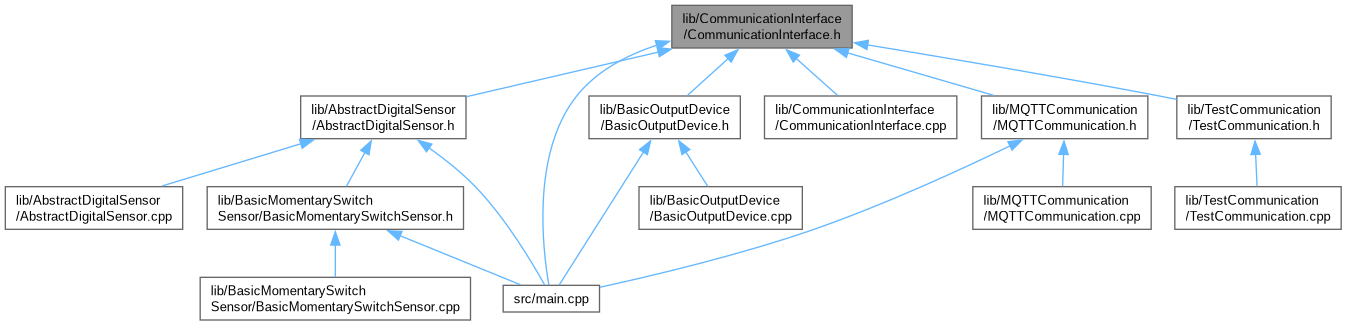 lib/CommunicationInterface
/CommunicationInterface.h
lib/AbstractDigitalSensor
/AbstractDigitalSensor.h
lib/BasicOutputDevice
/BasicOutputDevice.h
lib/CommunicationInterface
/CommunicationInterface.cpp
lib/MQTTCommunication
/MQTTCommunication.h
lib/TestCommunication
/TestCommunication.h
lib/AbstractDigitalSensor
/AbstractDigitalSensor.cpp
lib/BasicMomentarySwitch
Sensor/BasicMomentarySwitchSensor.h
lib/BasicOutputDevice
/BasicOutputDevice.cpp
lib/MQTTCommunication
/MQTTCommunication.cpp
lib/TestCommunication
/TestCommunication.cpp
lib/BasicMomentarySwitch
Sensor/BasicMomentarySwitchSensor.cpp
src/main.cpp